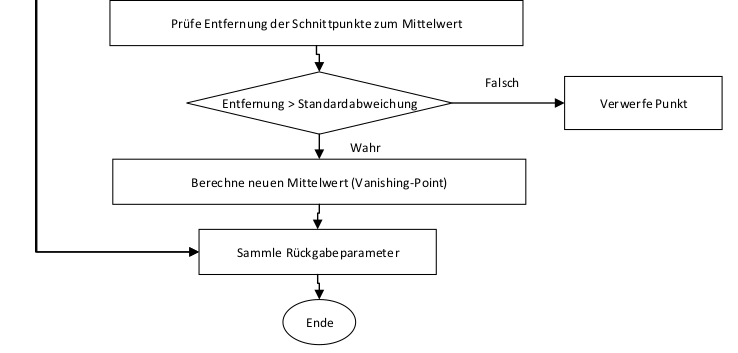 Prüfe Entfernung der Schnittpunkte zum Mittelwert
Falsch
Entfernung > Standardabweichung
Verwerfe Punkt
Wahr
Berechne neuen Mittelwert (Vanishing-Point)
Sammle Rückgabeparameter
Ende